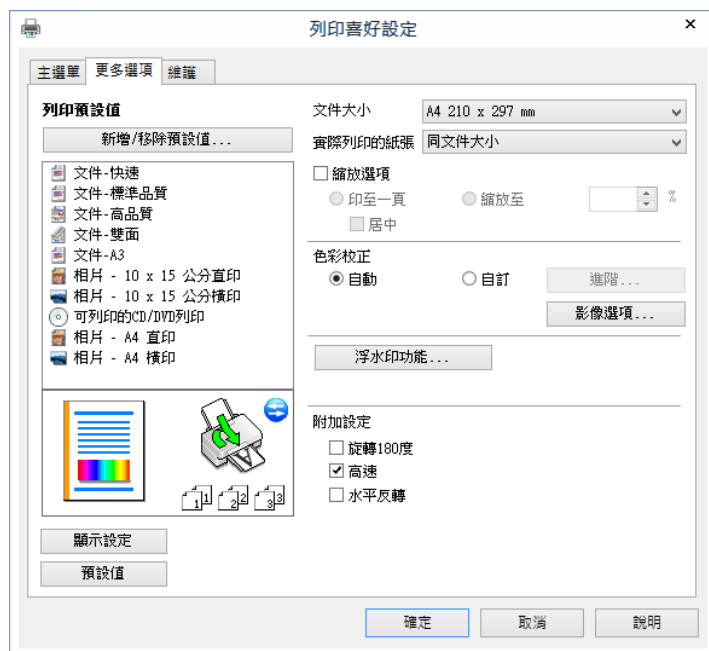 列印喜好設定
主選單 更多選項 維護
列印預設值
新增/移除預設值...
文件-快速
文件-標準品質
文件-高品質
文件-雙面
文件-A3
相片 - 10 x 15 公分直印
相片 - 10 x 15 公分橫印
可列印的CD/DVD列印
相片 - A4 直印
相片 - A4 橫印
1 1 2 2 3 3
顯示設定
預設值
文件大小 A4 210 x 297 mm
實際列印的紙張 同文件大小
縮放選項
印至一頁 縮放至 %
居中
色彩校正
自動 自訂 進階...
影像選項...
浮水印功能...
附加設定
旋轉180度
高速
水平反轉
確定 取消 說明